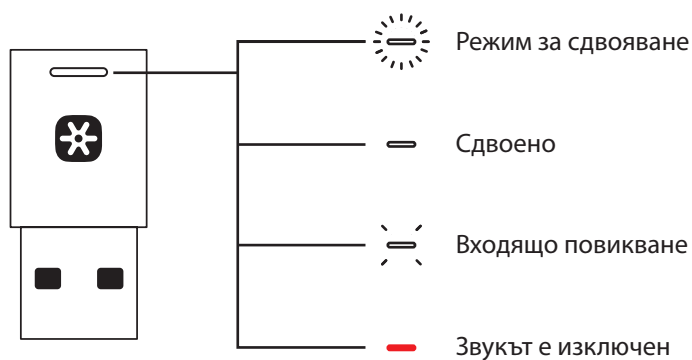 Режим за сдвояване
Сдвоено
Входящо повикване
Звукът е изключен